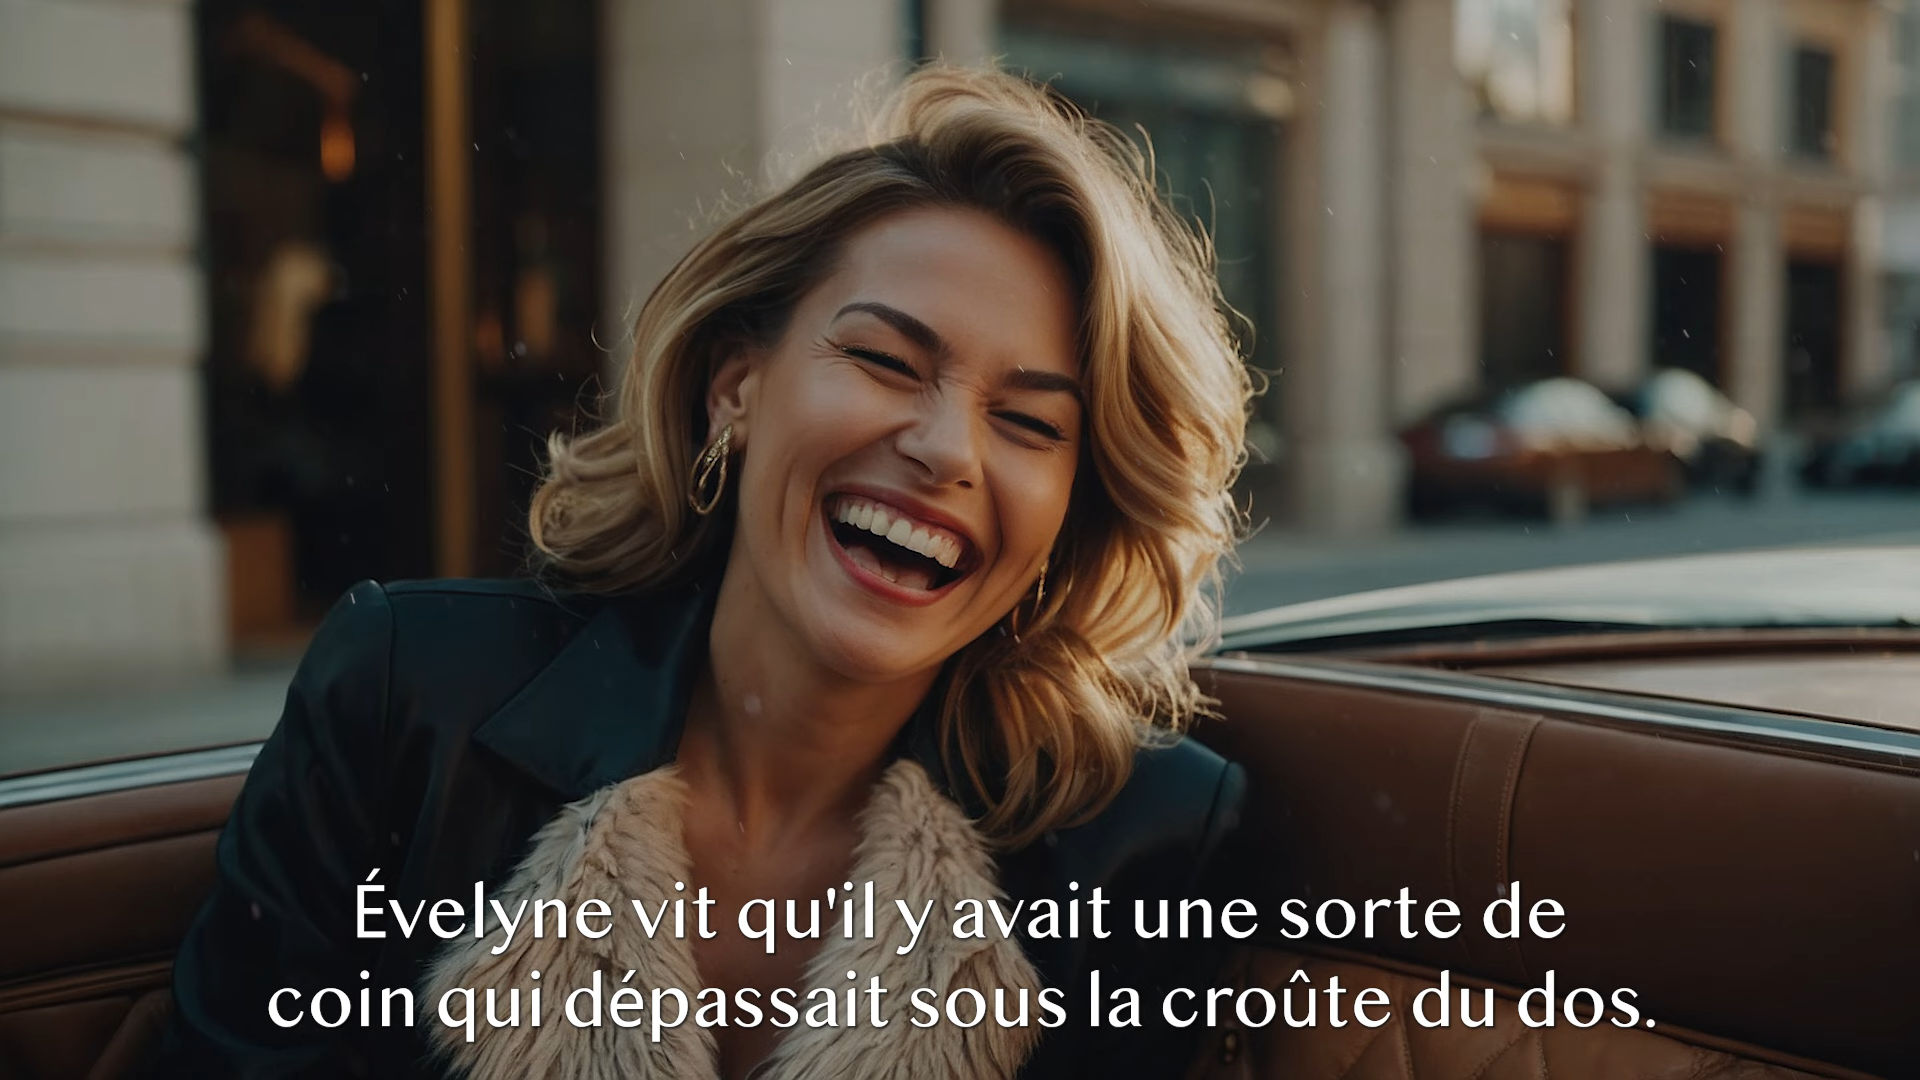 Évelyne vit qu'il y avait une sorte de
coin qui dépassait sous la croûte du dos.